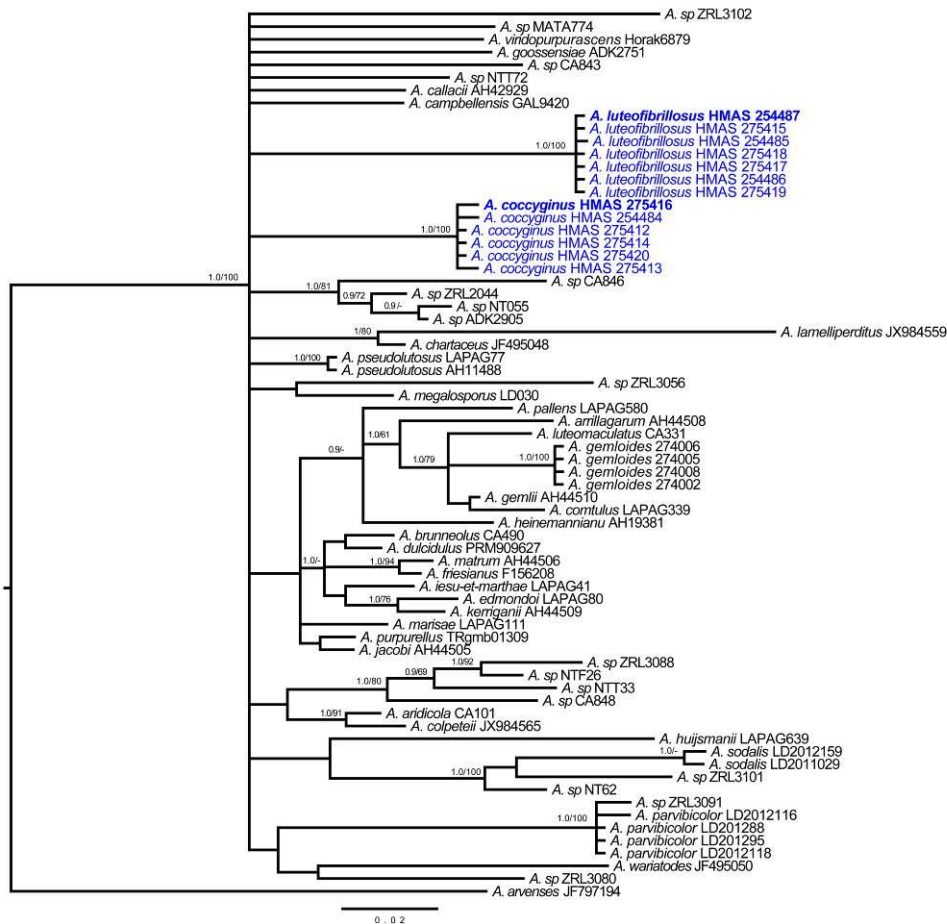 A. sp ZRL3102
A. sp MATA774
A. viridopurpurascens Horak6879
A. goossensiae ADK2751
A. sp CA843
A. sp NTT72
A. callacii AH42929
A. campbellensis GAL9420
A. luteofibrillosus HMAS 254487
A. luteofibrillosus HMAS 275415
A. luteofibrillosus HMAS 254485
1.0/100
A. luteofibrillosus HMAS 275418
A. luteofibrillosus HMAS 275417
A. luteofibrillosus HMAS 254486
A. luteofibrillosus HMAS 275419
A. coccyginus HMAS 275416
A. coccyginus HMAS 254484
1.0/100
A. coccyginus HMAS 275412
A. coccyginus HMAS 275414
A. coccyginus HMAS 275420
A. coccyginus HMAS 275413
1.0/100
1.0/81
A. sp CA846
0.9/72
A. sp ZRL2044
0.9/-
A. sp NT055
A. sp ADK2905
1/80
A. lamelliperditus JX984559
A. chartaceus JF495048
1.0/100
A. pseudolutosus LAPAG77
A. pseudolutosus AH11488
A. sp ZRL3056
A. megalosporus LD030
A. pallens LAPAG580
A. arrillagarum AH44508
1.0/61
A. luteomaculatus CA331
0.9/-
A. gemloides 274006
1.0/79
1.0/100
A. gemloides 274005
A. gemloides 274008
A. gemloides 274002
A. gemlii AH44510
A. comtulus LAPAG339
A. heinemannianu AH19381
A. brunneolus CA490
A. dulcidulus PRM909627
1.0/-
1.0/94
A. matrum AH44506
A. friesianus F156208
A. iesu-et-marthae LAPAG41
1.0/76
A. edmondoi LAPAG80
A. kerriganii AH44509
A. marisae LAPAG111
A. purpurellus TRgmb01309
A. jacobi AH44505
1.0/92
A. sp ZRL3088
0.9/69
A. sp NTF26
1.0/80
A. sp NTT33
A. sp CA848
1.0/91
A. aridicola CA101
A. colpeteii JX984565
A. huijsmanii LAPAG639
1.0/-
A. sodalis LD2012159
A. sodalis LD2011029
1.0/100
A. sp ZRL3101
A. sp NT62
A. sp ZRL3091
A. parvibicolor LD2012116
1.0/100
A. parvibicolor LD201288
A. parvibicolor LD201295
A. parvibicolor LD2012118
A. wariatodes JF495050
A. sp ZRL3080
A. arvenses JF797194
0.02